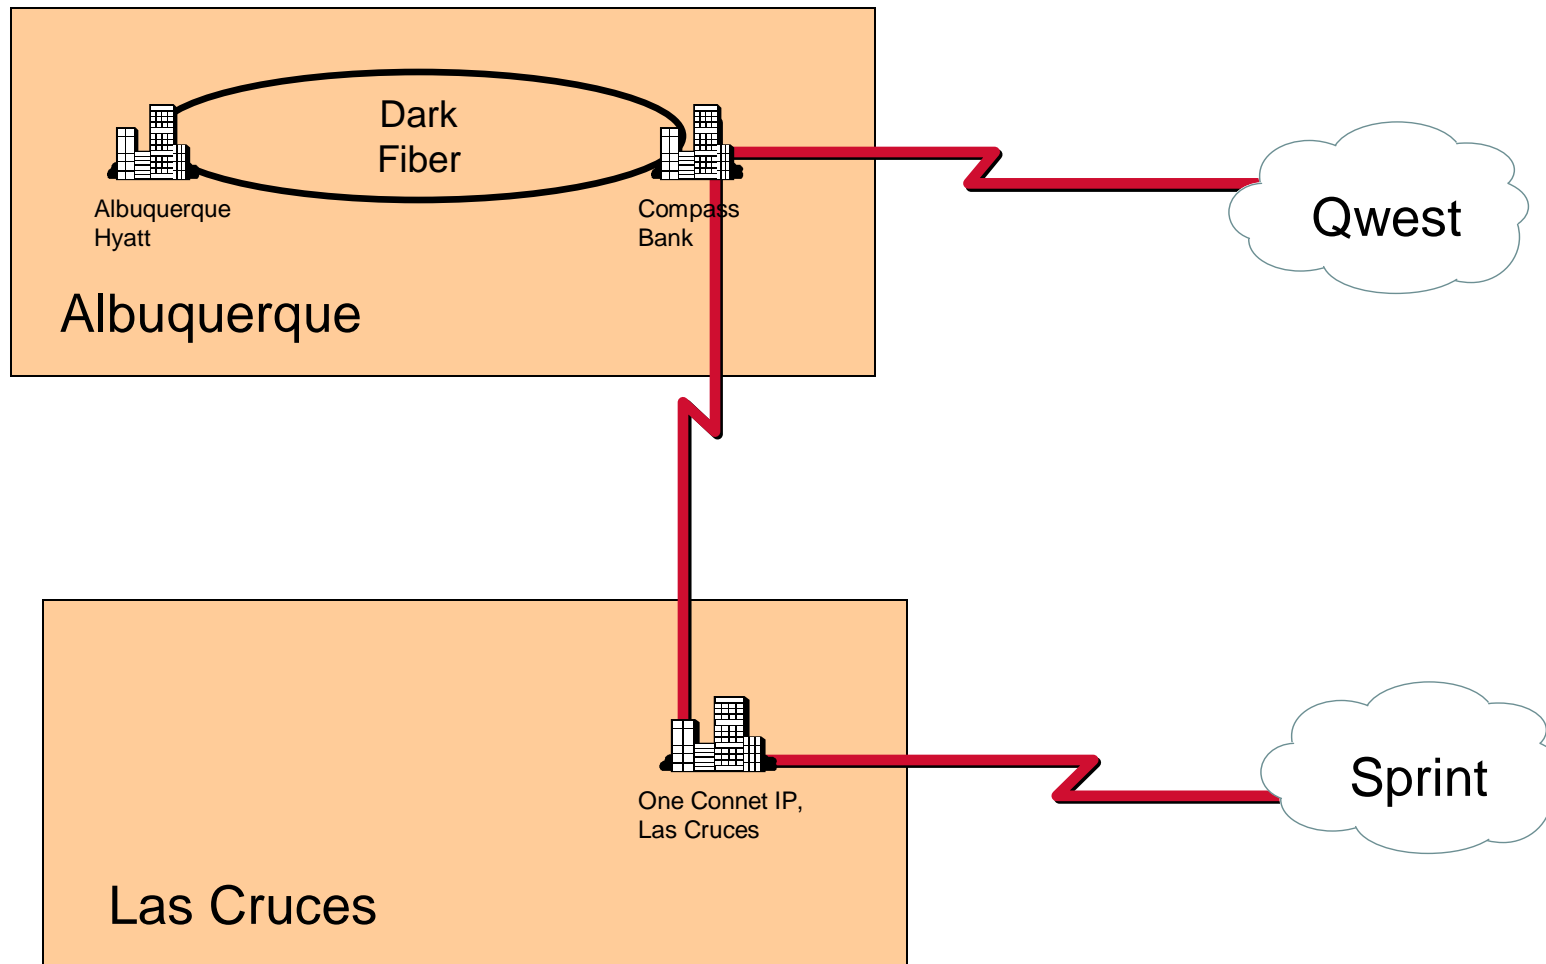 Dark
Fiber
Albuquerque
Hyatt
Compass
Bank
Qwest
Albuquerque
One Connet IP,
Las Cruces
Sprint
Las Cruces